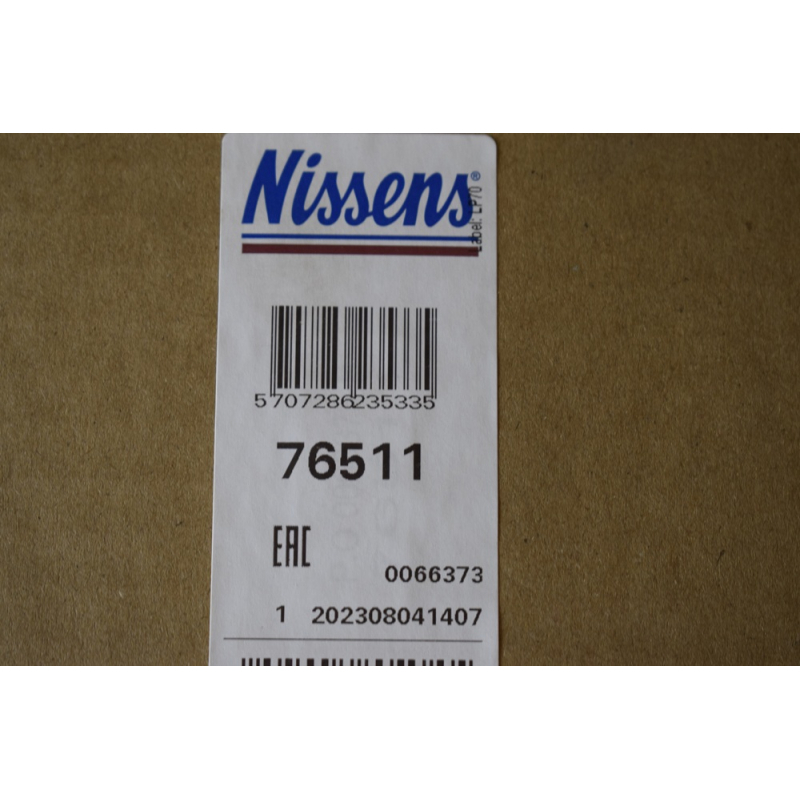 Nissens®
Label: LP70
5707286235335
76511
EAC
0066373
1 202308041407